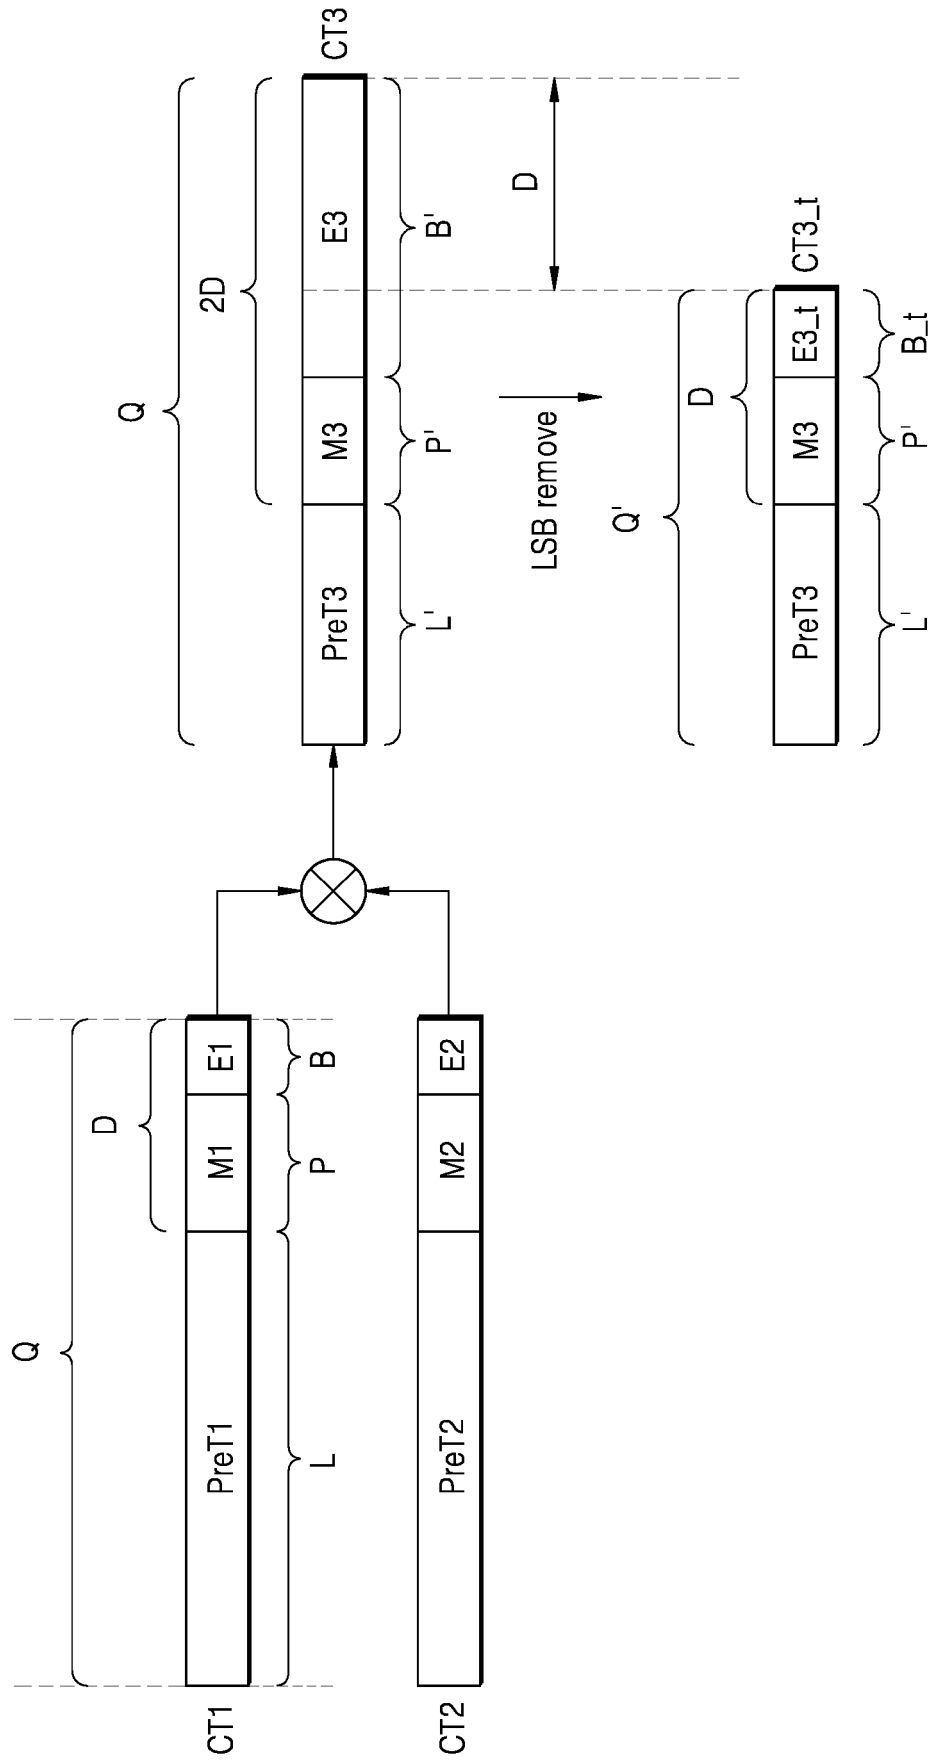 Q
D
CT1
PreT1
M1
E1
L
P
B
CT2
PreT2
M2
E2
Q
2D
PreT3
M3
E3
CT3
L'
P'
B'
LSB remove
D
Q'
D
PreT3
M3
E3_t
CT3_t
L'
P'
B_t